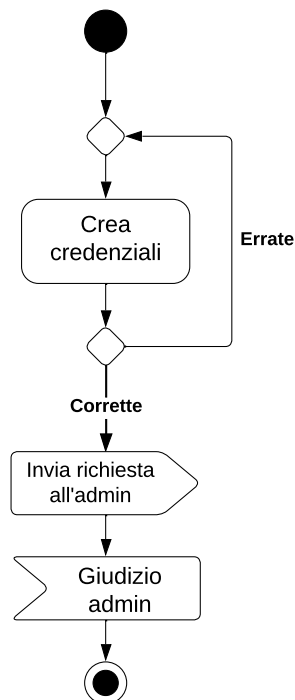 Crea
credenziali
Errate
Corrette
Invia richiesta
all'admin
Giudizio
admin